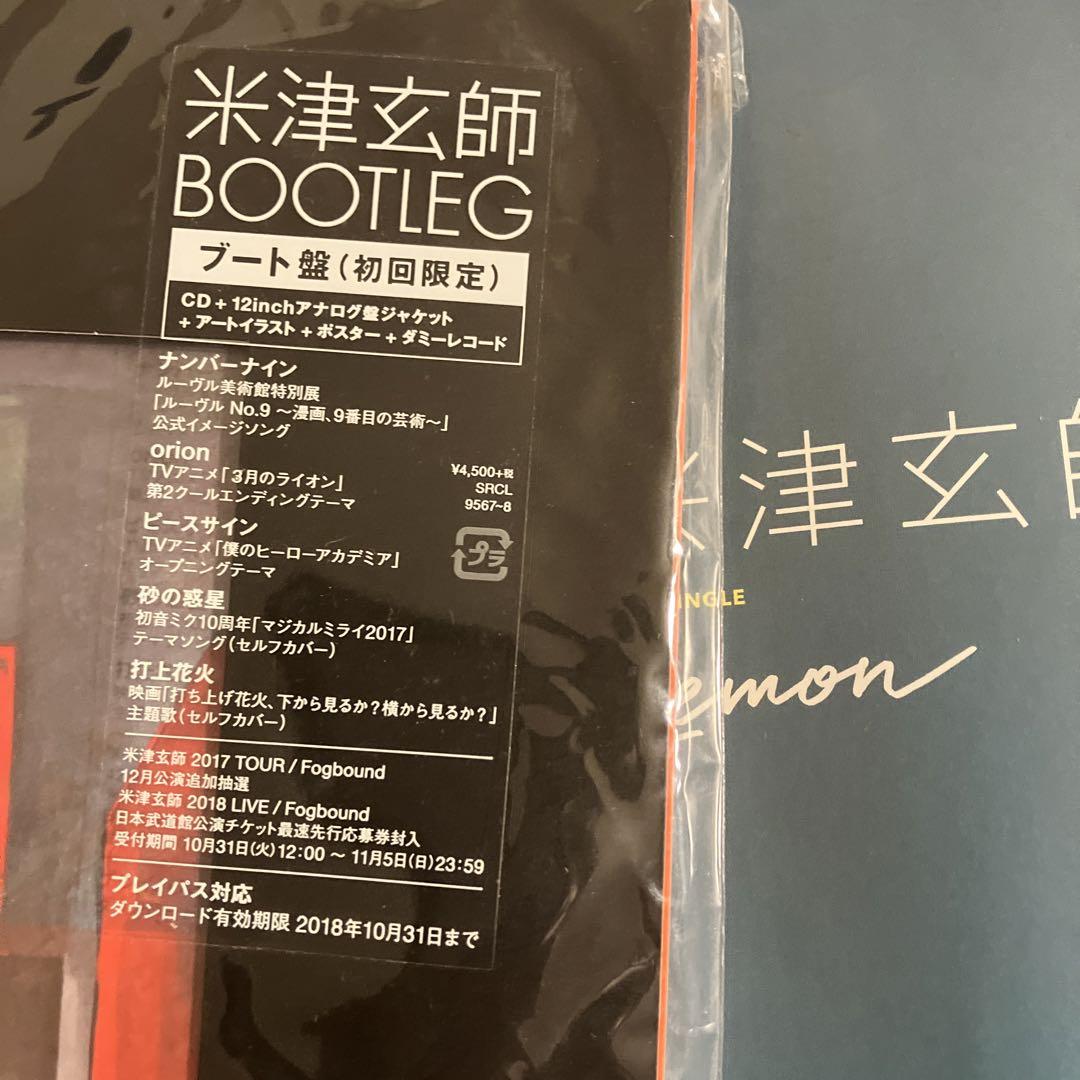 米津玄師
BOOTLEG
ブート盤(初回限定)
CD + 12inchアナログ盤ジャケット
+ アートイラスト + ポスター + ダミーレコード
ナンバーナイン
ルーヴル美術館特別展
「ルーヴル No.9 ～漫画、9番目の芸術～」
公式イメージソング
orion
TVアニメ「3月のライオン」
第2クールエンディングテーマ
¥4,500+税
SRCL
9567~8
ピースサイン
TVアニメ「僕のヒーローアカデミア」
オープニングテーマ
プラ
砂の惑星
初音ミク10周年「マジカルミライ2017」
テーマソング(セルフカバー)
打上花火
映画「打ち上げ花火、下から見るか?横から見るか?」
主題歌(セルフカバー)
米津玄師 2017 TOUR / Fogbound
12月公演追加抽選
米津玄師 2018 LIVE / Fogbound
日本武道館公演チケット最速先行応募券封入
受付期間 10月31日(火)12:00 ～ 11月5日(日)23:59
プレイパス対応
ダウンロード有効期限 2018年10月31日まで
米津玄師
INGLE
emon